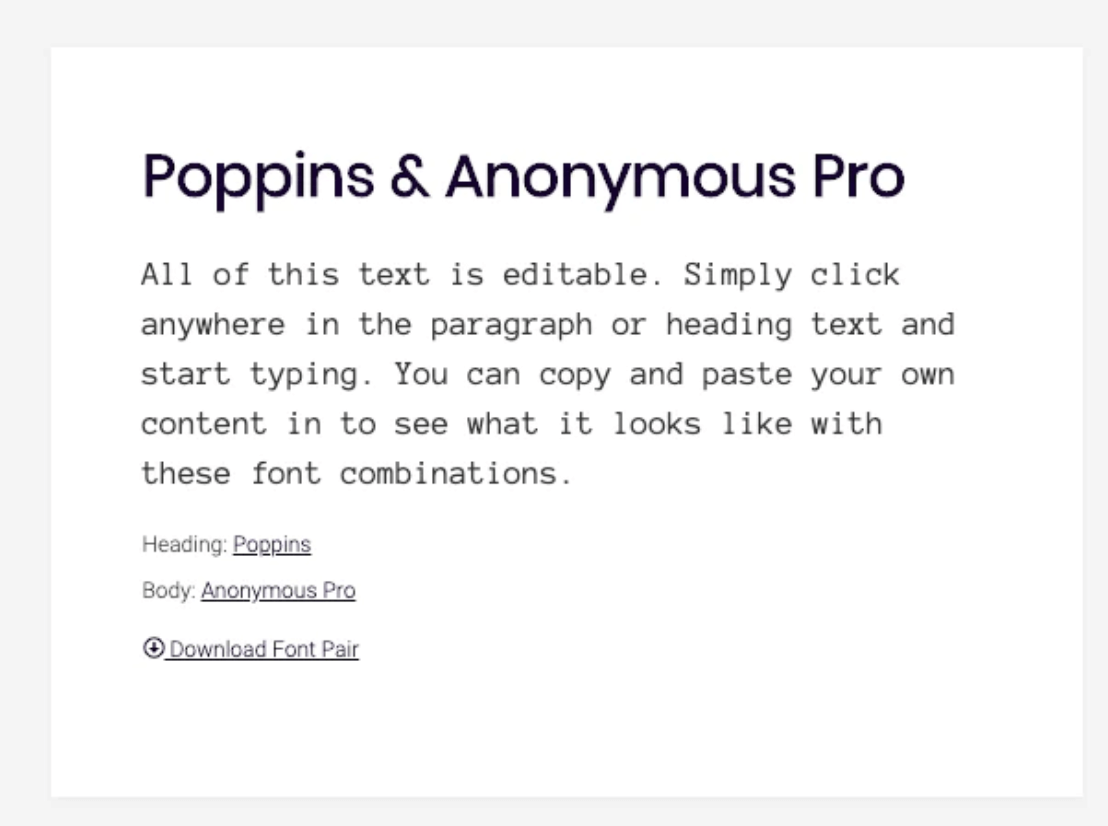 Poppins & Anonymous Pro
All of this text is editable. Simply click
anywhere in the paragraph or heading text and
start typing. You can copy and paste your own
content in to see what it looks like with
these font combinations.
Heading: Poppins
Body: Anonymous Pro
Download Font Pair